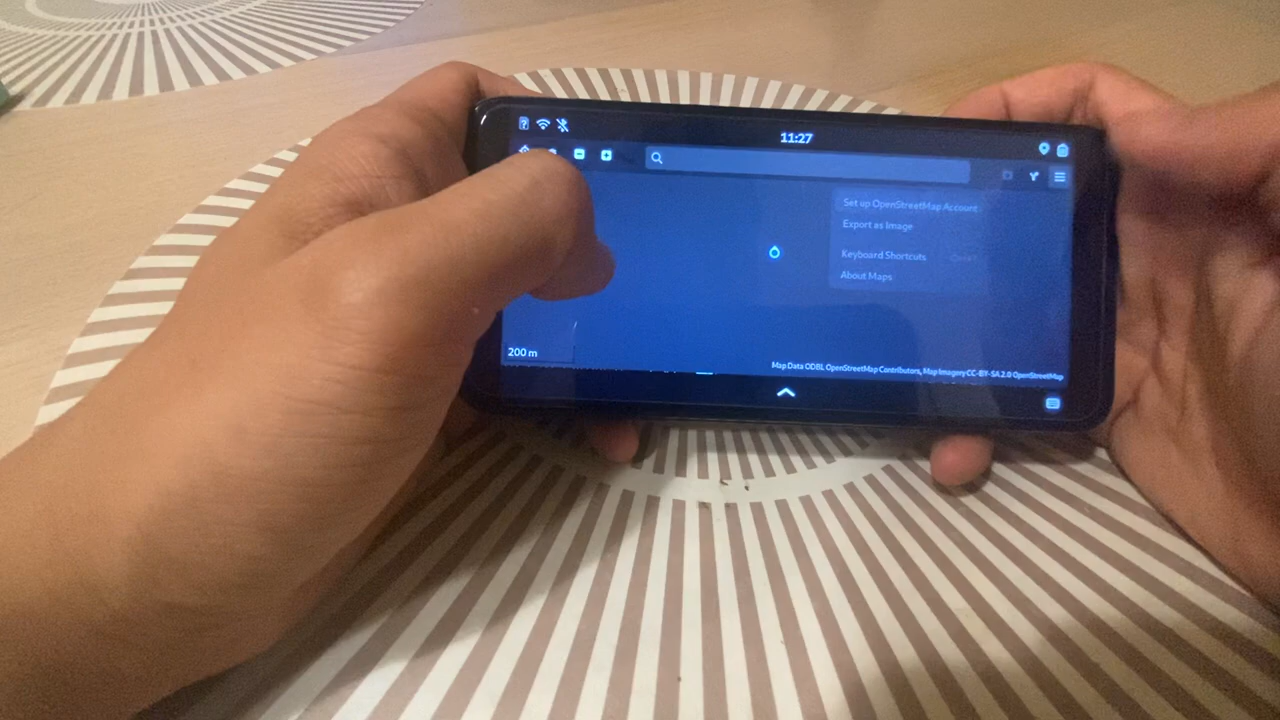 11:27
Set up OpenStreetMap Account
Export as Image
Keyboard Shortcuts
About Maps
200 m
Map Data ODBL OpenStreetMap Contributors, Map Imagery CC-BY-SA 2.0 OpenStreetMap